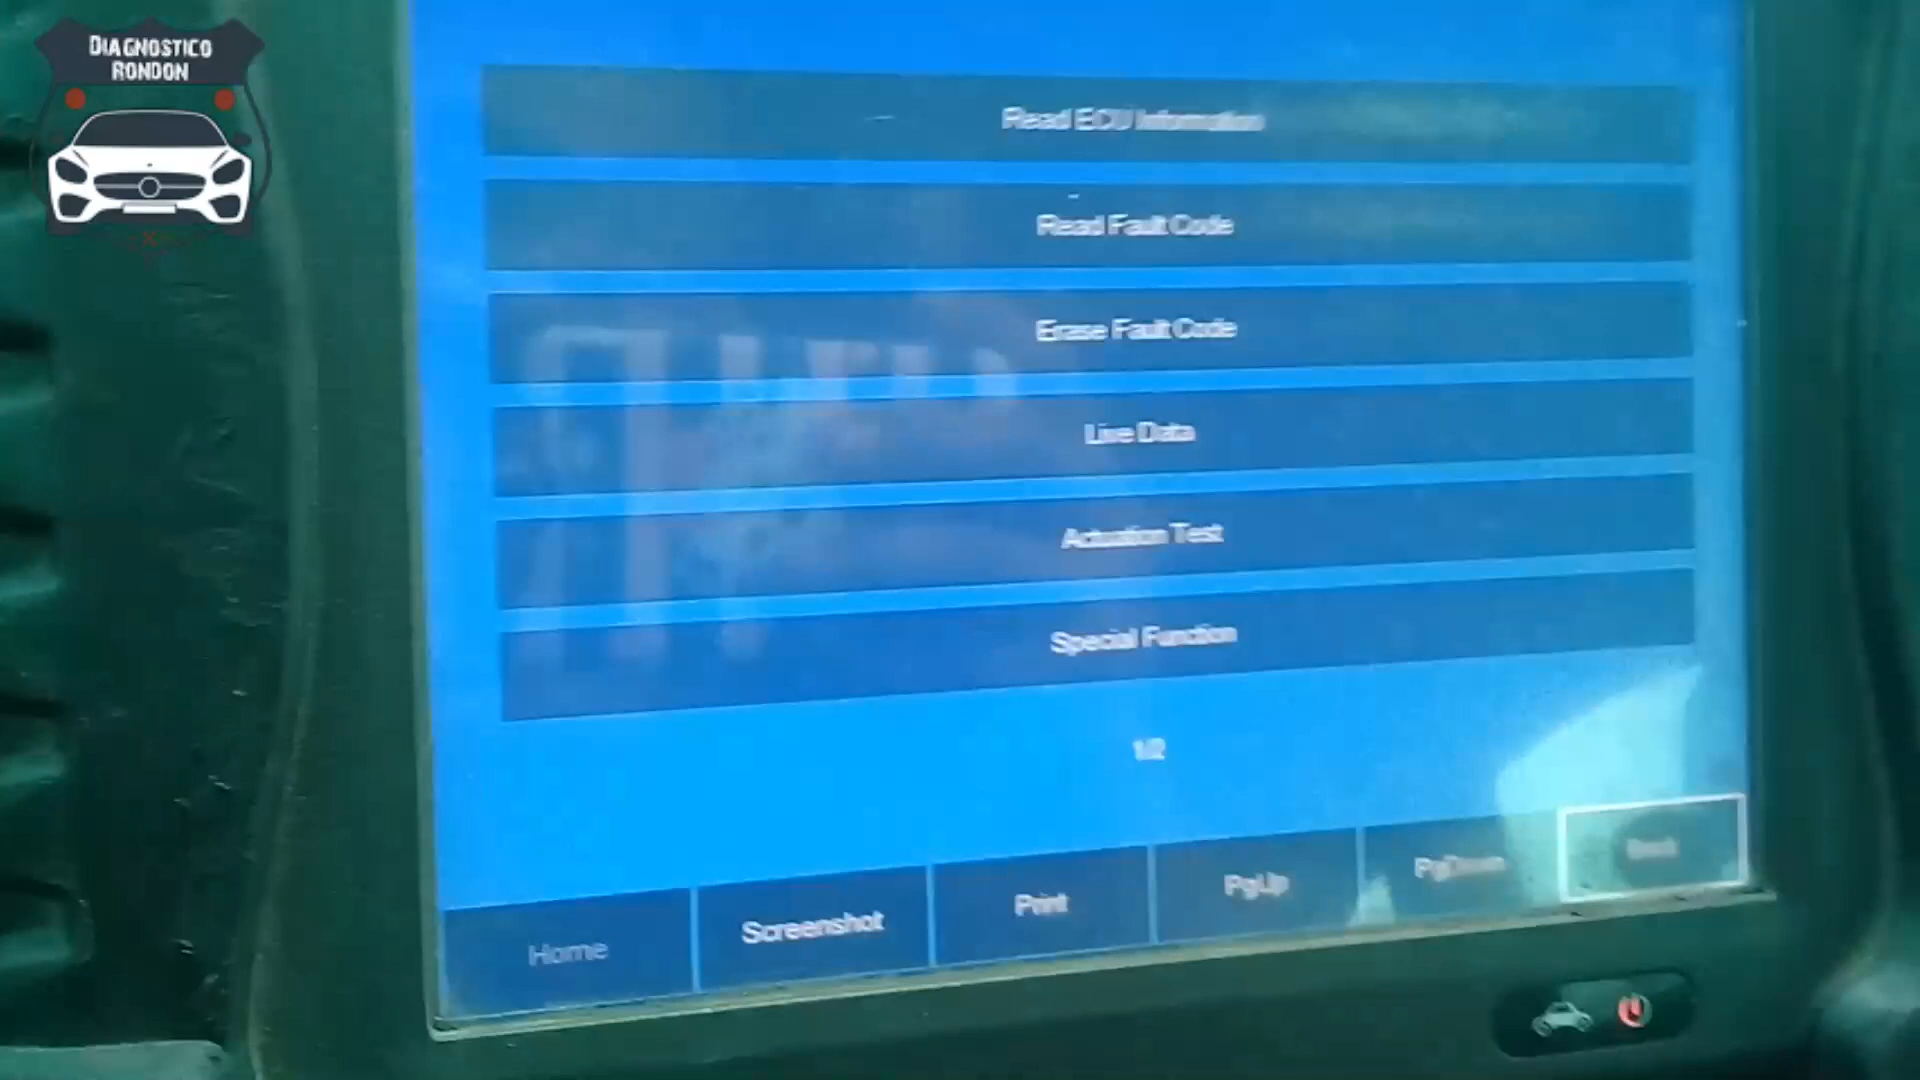 DIAGNOSTICO
RONDON
Read ECU Information
Read Fault Code
Erase Fault Code
Live Data
Actuation Test
Special Function
1/2
Home
Screenshot
Print
PgUp
PgDown
Back